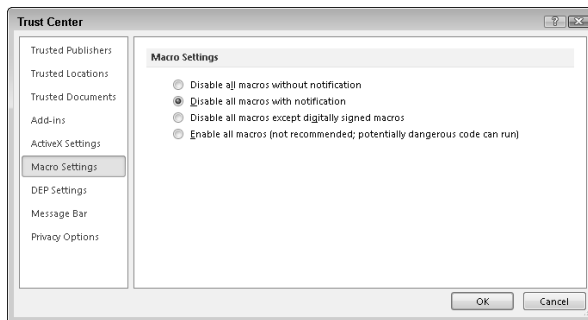 Trust Center
Trusted Publishers
Trusted Locations
Trusted Documents
Add-ins
ActiveX Settings
Macro Settings
DEP Settings
Message Bar
Privacy Options
Macro Settings
Disable all macros without notification
Disable all macros with notification
Disable all macros except digitally signed macros
Enable all macros (not recommended; potentially dangerous code can run)
OK
Cancel